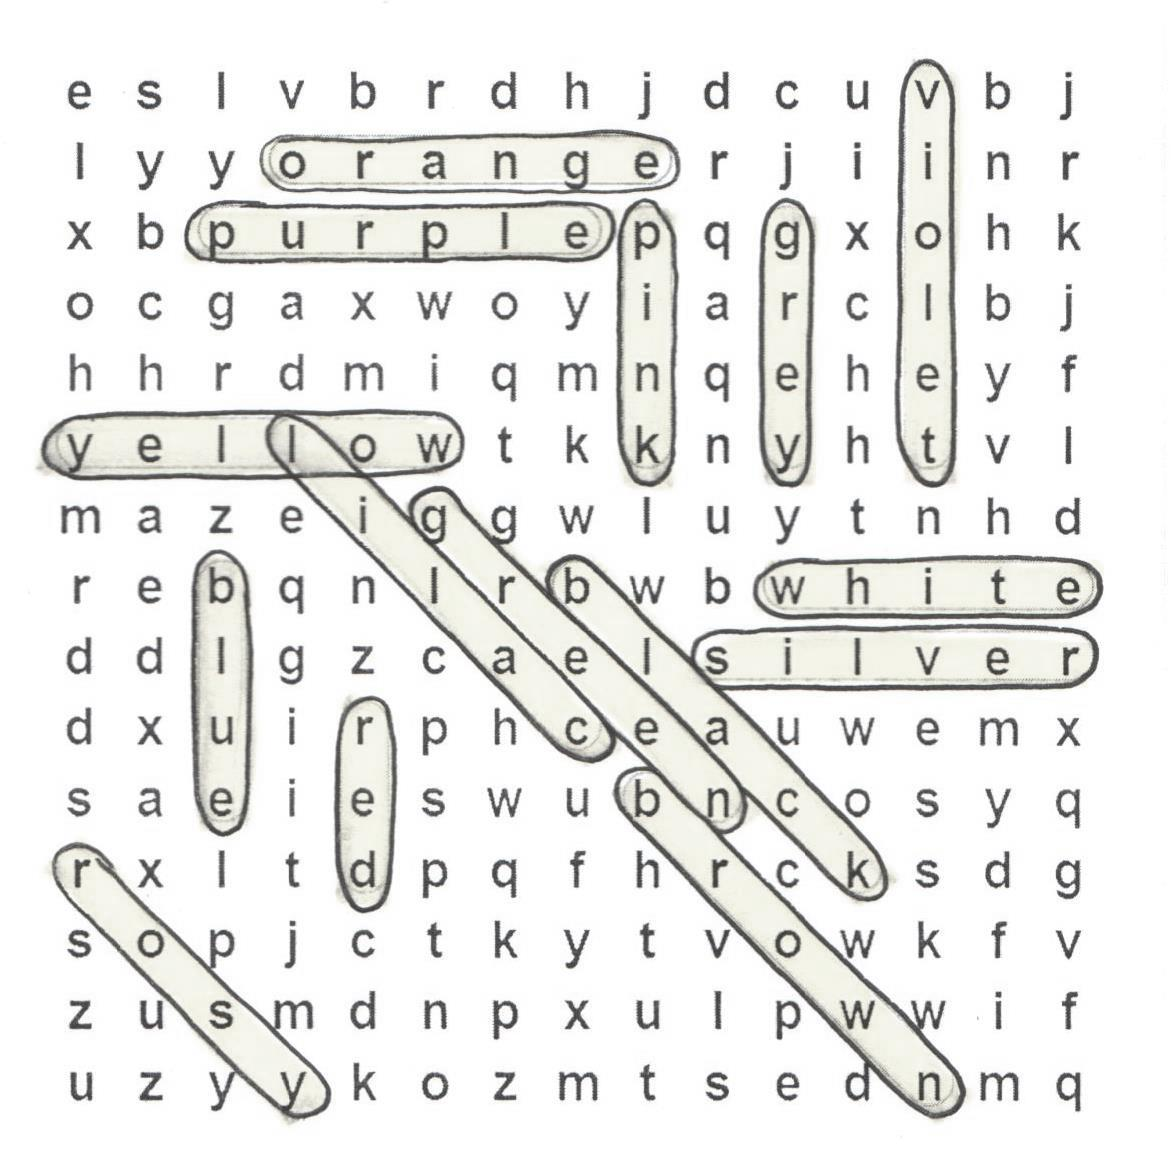 e s l v b r d h j d c u v b j
l y y o r a n g e r j i i n r
x b p u r p l e p q g x o h k
o c g a x w o y i a r c l b j
h h r d m i q m n q e h e y f
y e l l o w t k k n y h t v l
m a z e i g g w l u y t n h d
r e b q n l r b w b w h i t e
d d l g z c a e l s i l v e r
d x u i r p h c e a u w e m x
s a e i e s w u b n c o s y q
r x l t d p q f h r c k s d g
s o p j c t k y t v o w k f v
z u s m d n p x u l p w w i f
u z y y k o z m t s e d n m q